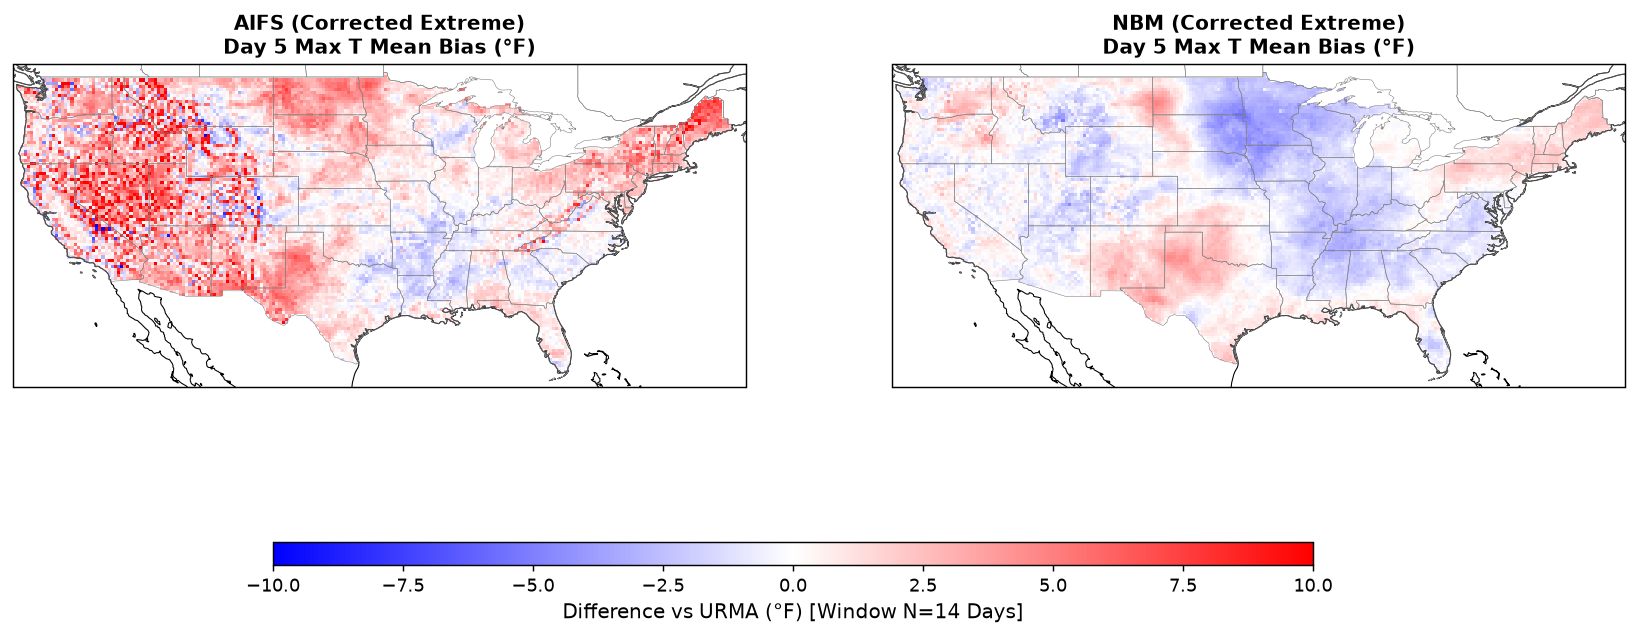 AIFS (Corrected Extreme)
Day 5 Max T Mean Bias (°F)
NBM (Corrected Extreme)
Day 5 Max T Mean Bias (°F)
−10.0 −7.5 −5.0 −2.5 0.0 2.5 5.0 7.5 10.0
Difference vs URMA (°F) [Window N=14 Days]